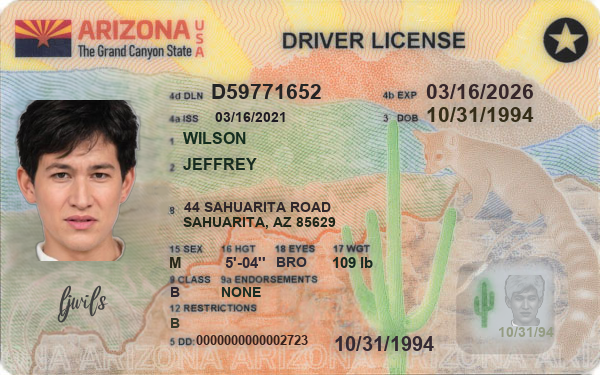 ARIZONA USA
The Grand Canyon State
DRIVER LICENSE
4d DLN D59771652 4b EXP 03/16/2026
4a ISS 03/16/2021 3 DOB 10/31/1994
1 WILSON
2 JEFFREY
8 44 SAHUARITA ROAD
SAHUARITA, AZ 85629
15 SEX 16 HGT 18 EYES 17 WGT
M 5'-04" BRO 109 lb
9 CLASS 9a ENDORSEMENTS
B NONE
12 RESTRICTIONS
B
5 DD: 0000000000002723
10/31/1994
10/31/94
ARIZONA ARIZONA ARIZONA ARIZONA